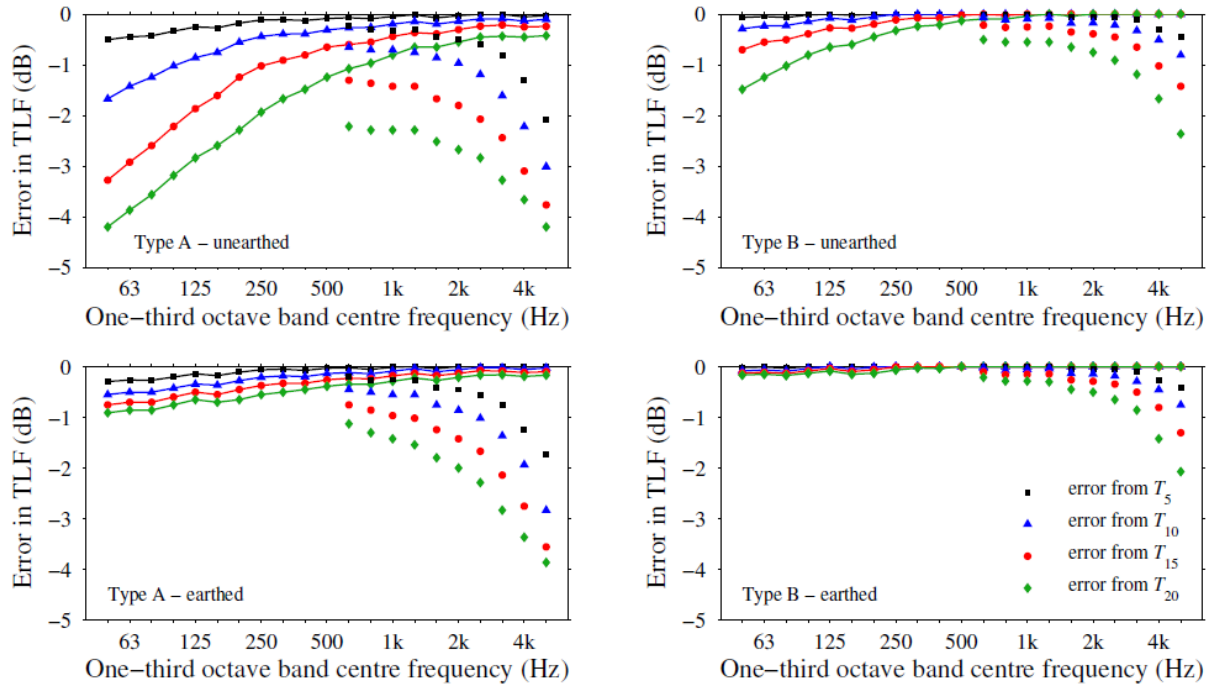 Error in TLF (dB)
0
−1
−2
−3
−4
−5
Type A − unearthed
63 125 250 500 1k 2k 4k
One−third octave band centre frequency (Hz)
Error in TLF (dB)
0
−1
−2
−3
−4
−5
Type B − unearthed
63 125 250 500 1k 2k 4k
One−third octave band centre frequency (Hz)
Error in TLF (dB)
0
−1
−2
−3
−4
−5
Type A − earthed
63 125 250 500 1k 2k 4k
One−third octave band centre frequency (Hz)
Error in TLF (dB)
0
−1
−2
−3
−4
−5
error from T5
error from T10
error from T15
error from T20
Type B − earthed
63 125 250 500 1k 2k 4k
One−third octave band centre frequency (Hz)